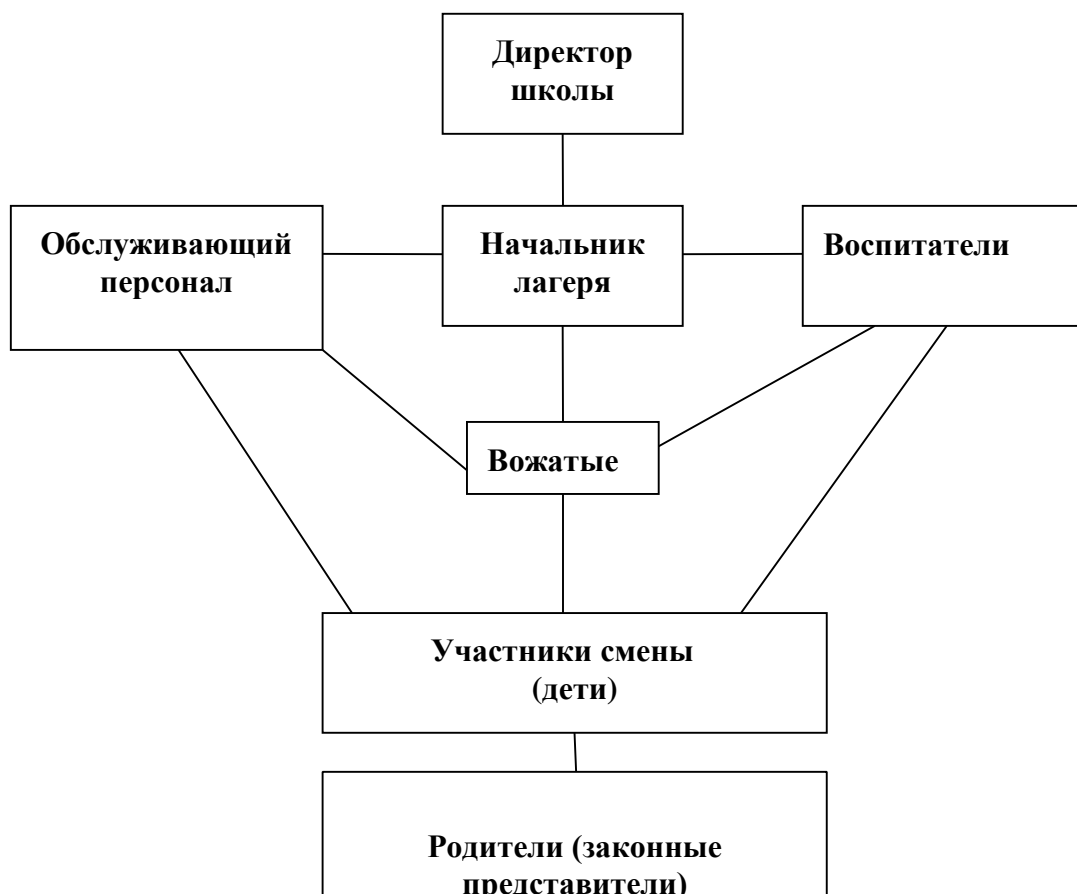 Директор
школы
Обслуживающий
персонал
Начальник
лагеря
Воспитатели
Вожатые
Участники смены
(дети)
Родители (законные
представители)